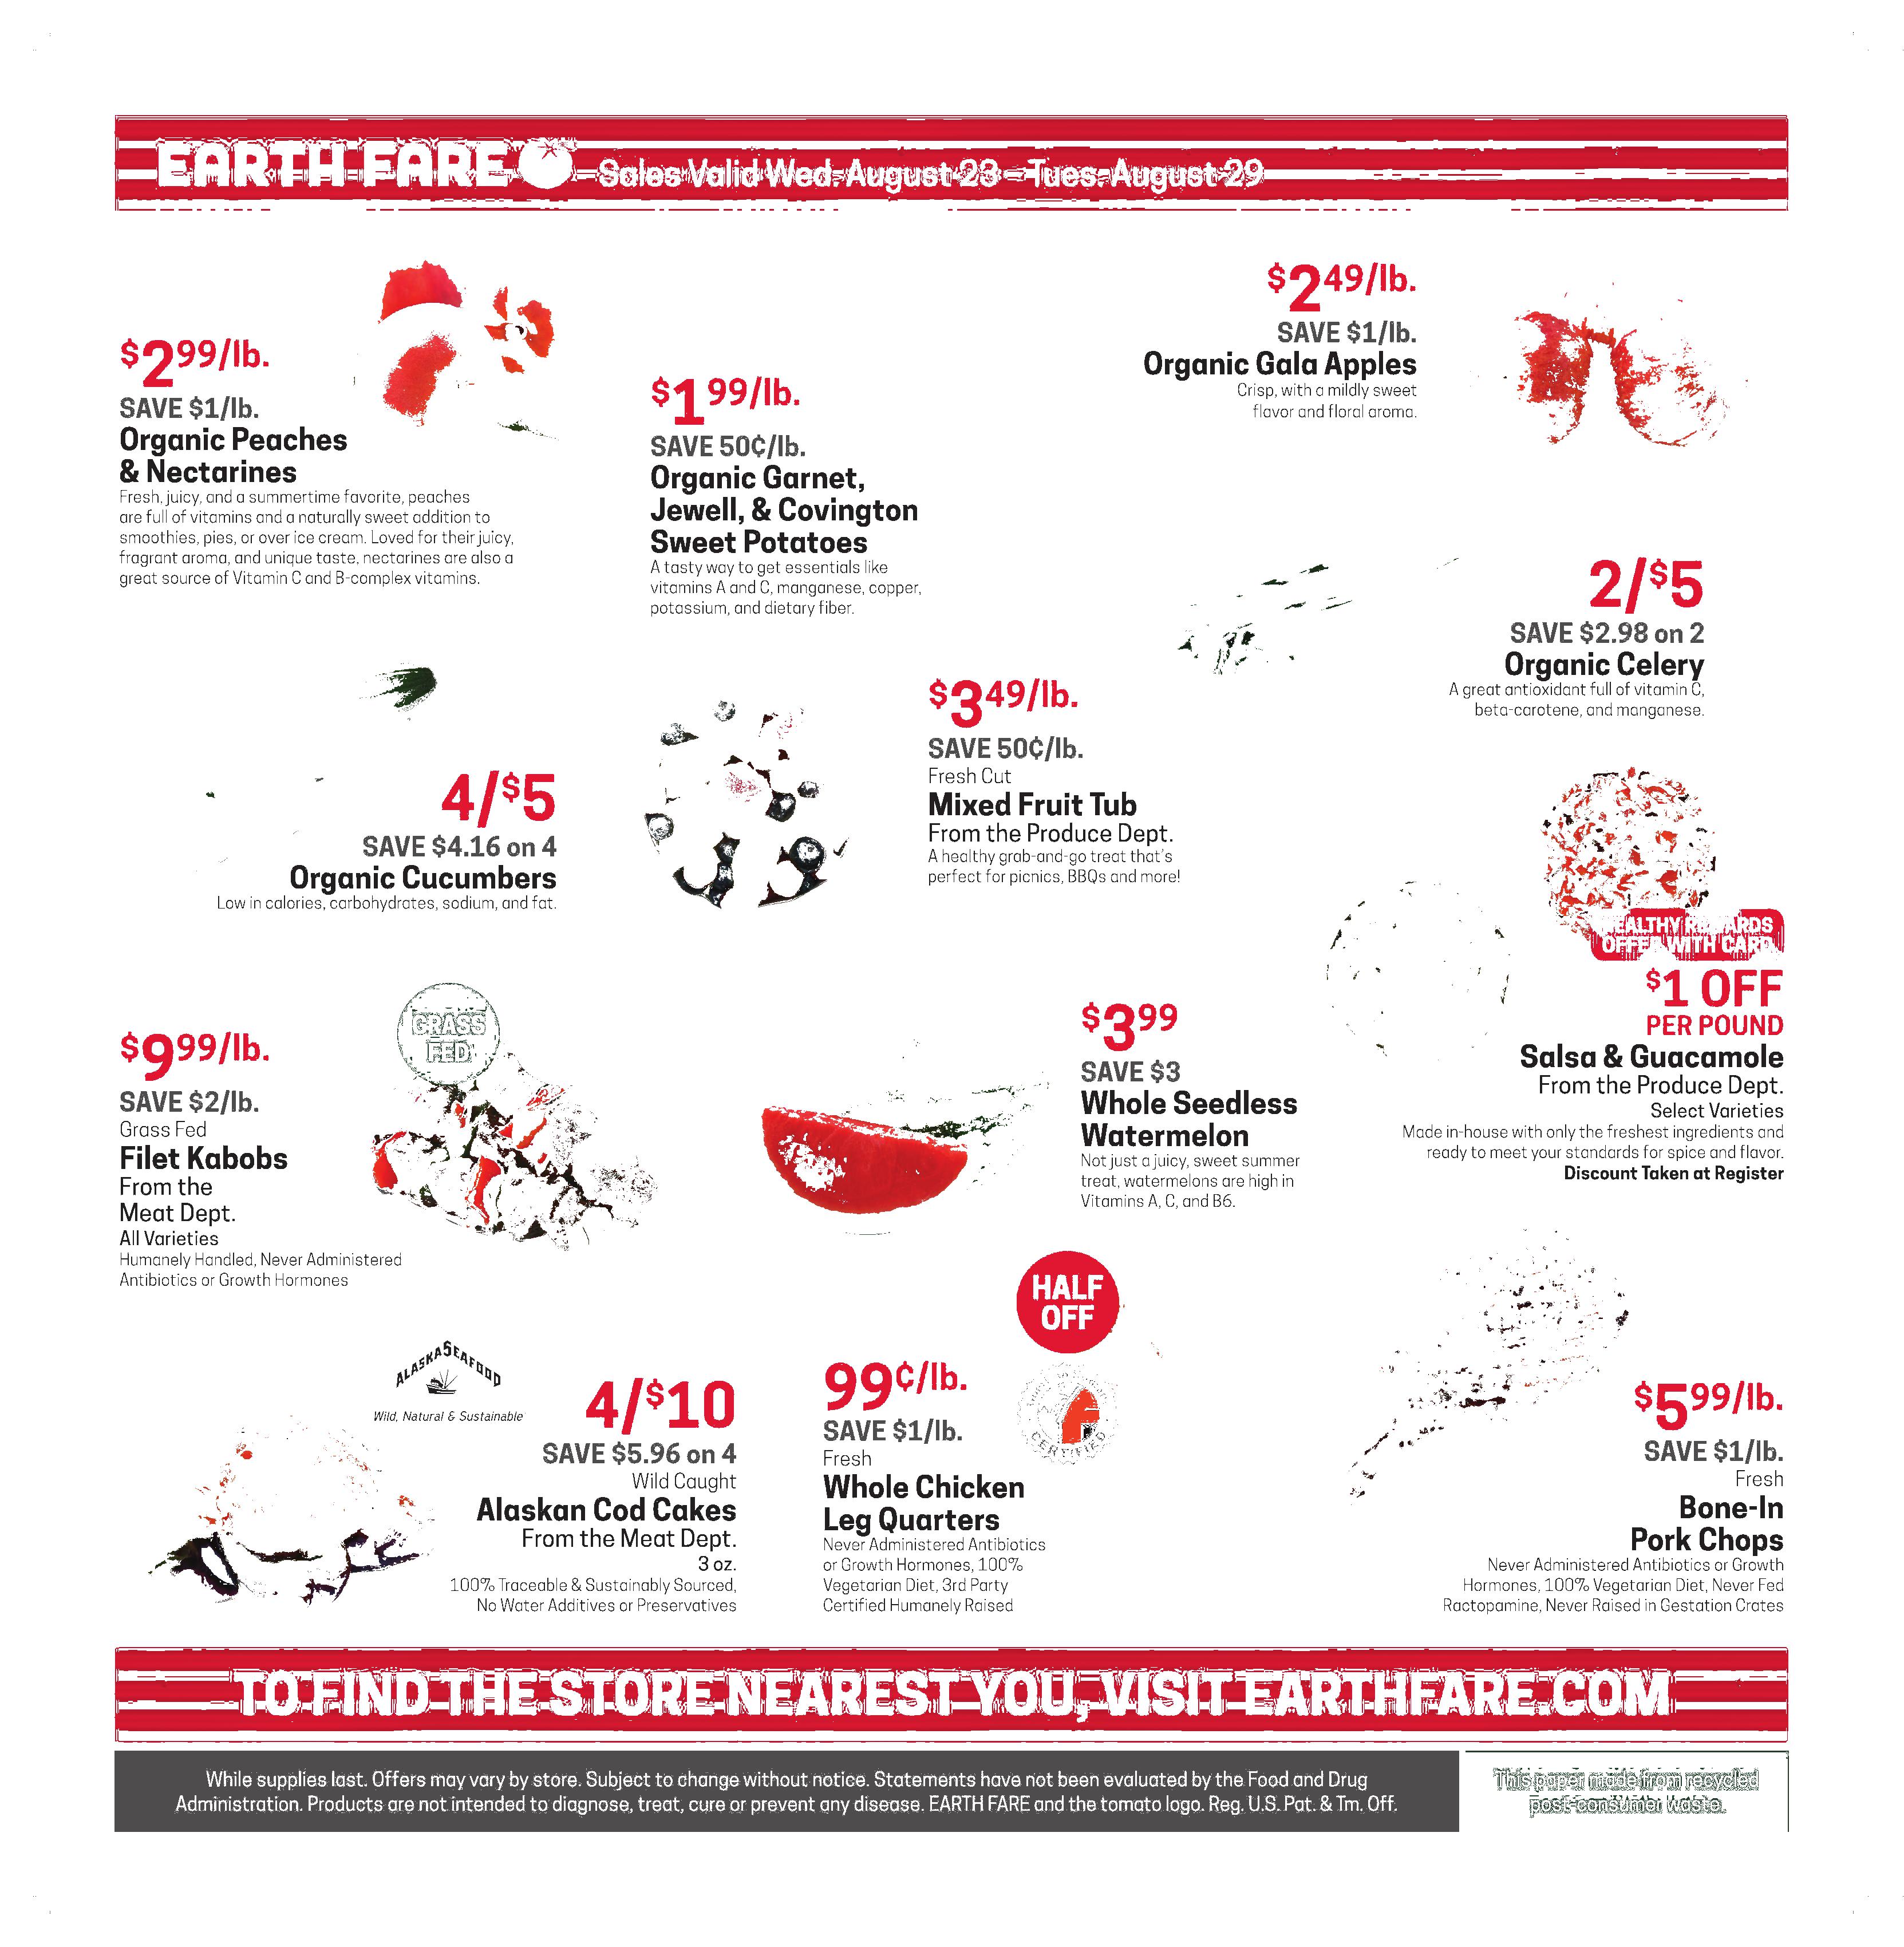 EARTH FARE Sales Valid Wed. August 23 – Tues. August 29
$2 99/lb.
SAVE $1/lb.
Organic Peaches
& Nectarines
Fresh, juicy, and a summertime favorite, peaches
are full of vitamins and a naturally sweet addition to
smoothies, pies, or over ice cream. Loved for their juicy,
fragrant aroma, and unique taste, nectarines are also a
great source of Vitamin C and B-complex vitamins.
$1 99/lb.
SAVE 50¢/lb.
Organic Garnet,
Jewell, & Covington
Sweet Potatoes
A tasty way to get essentials like
vitamins A and C, manganese, copper,
potassium, and dietary fiber.
$2 49/lb.
SAVE $1/lb.
Organic Gala Apples
Crisp, with a mildly sweet
flavor and floral aroma.
2/$5
SAVE $2.98 on 2
Organic Celery
A great antioxidant full of vitamin C,
beta-carotene, and manganese.
4/$5
SAVE $4.16 on 4
Organic Cucumbers
Low in calories, carbohydrates, sodium, and fat.
$3 49/lb.
SAVE 50¢/lb.
Fresh Cut
Mixed Fruit Tub
From the Produce Dept.
A healthy grab-and-go treat that's
perfect for picnics, BBQs and more!
HEALTHY REWARDS
OFFER WITH CARD
$1 OFF
PER POUND
Salsa & Guacamole
From the Produce Dept.
Select Varieties
Made in-house with only the freshest ingredients and
ready to meet your standards for spice and flavor.
Discount Taken at Register
GRASS
FED
$9 99/lb.
SAVE $2/lb.
Grass Fed
Filet Kabobs
From the
Meat Dept.
All Varieties
Humanely Handled, Never Administered
Antibiotics or Growth Hormones
$3 99
SAVE $3
Whole Seedless
Watermelon
Not just a juicy, sweet summer
treat, watermelons are high in
Vitamins A, C, and B6.
ALASKA SEAFOOD
Wild, Natural & Sustainable
4/$10
SAVE $5.96 on 4
Wild Caught
Alaskan Cod Cakes
From the Meat Dept.
3 oz.
100% Traceable & Sustainably Sourced,
No Water Additives or Preservatives
HALF
OFF
CERTIFIED
99¢/lb.
SAVE $1/lb.
Fresh
Whole Chicken
Leg Quarters
Never Administered Antibiotics
or Growth Hormones, 100%
Vegetarian Diet, 3rd Party
Certified Humanely Raised
$5 99/lb.
SAVE $1/lb.
Fresh
Bone-In
Pork Chops
Never Administered Antibiotics or Growth
Hormones, 100% Vegetarian Diet, Never Fed
Ractopamine, Never Raised in Gestation Crates
TO FIND THE STORE NEAREST YOU, VISIT EARTHFARE.COM
While supplies last. Offers may vary by store. Subject to change without notice. Statements have not been evaluated by the Food and Drug
Administration. Products are not intended to diagnose, treat, cure or prevent any disease. EARTH FARE and the tomato logo. Reg. U.S. Pat. & Tm. Off.
This paper made from recycled
post-consumer waste.